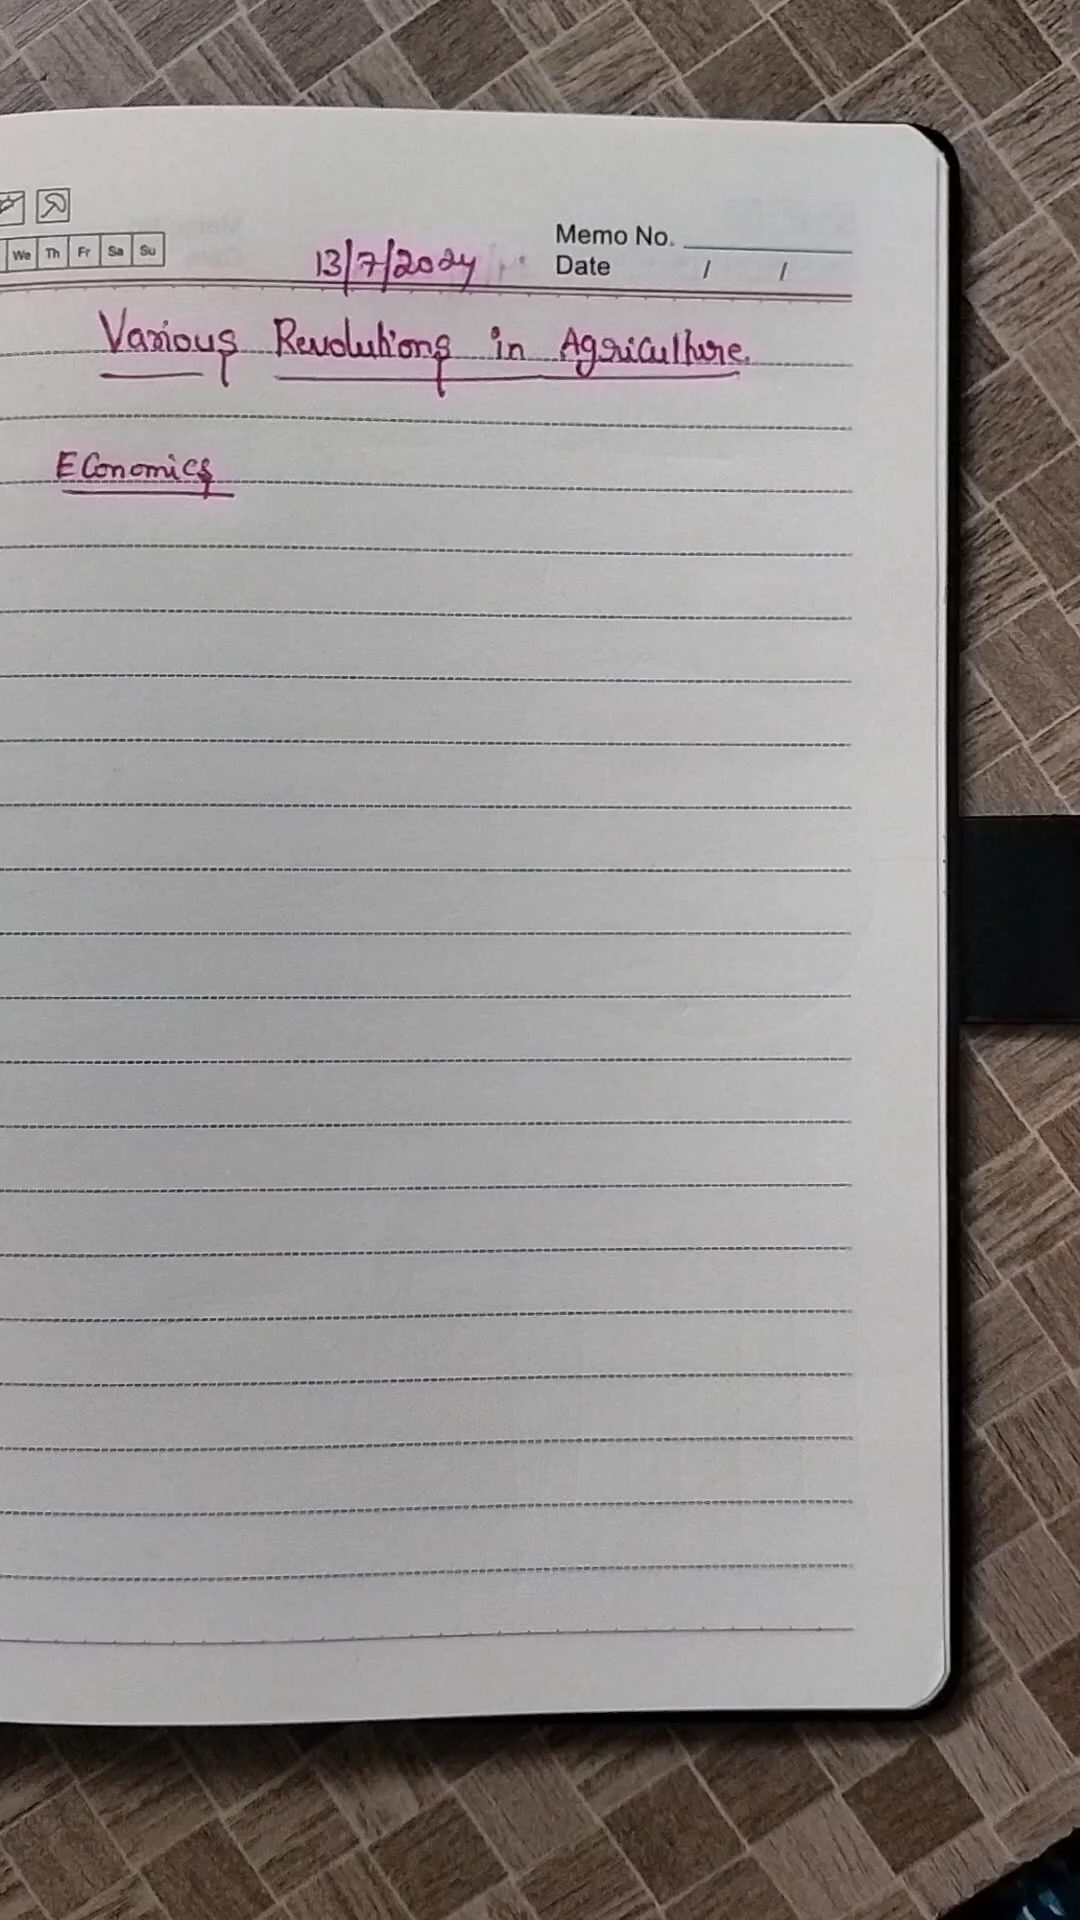 We Th Fr Sa Su
Memo No.
13/7/2024
Date / /
Various Revolutions in Agriculture.
Economics